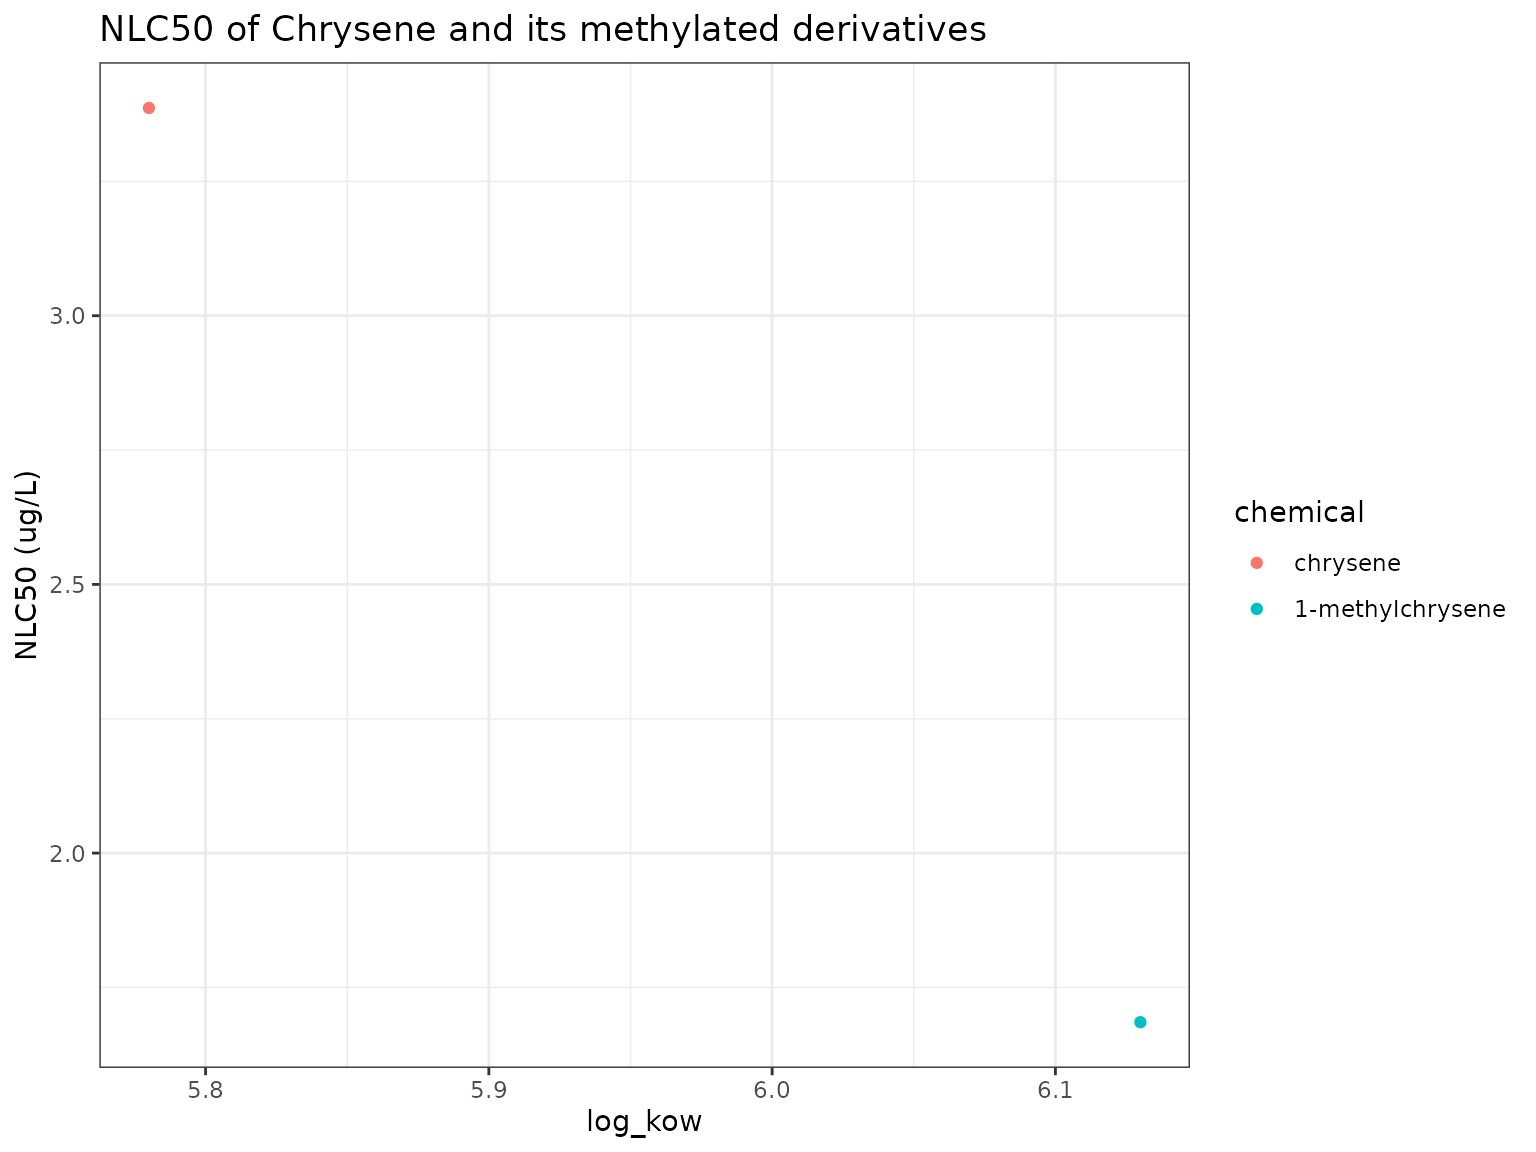 NLC50 of Chrysene and its methylated derivatives
3.0
2.5
2.0
NLC50 (ug/L)
5.8
5.9
6.0
6.1
log_kow
chemical
chrysene
1-methylchrysene